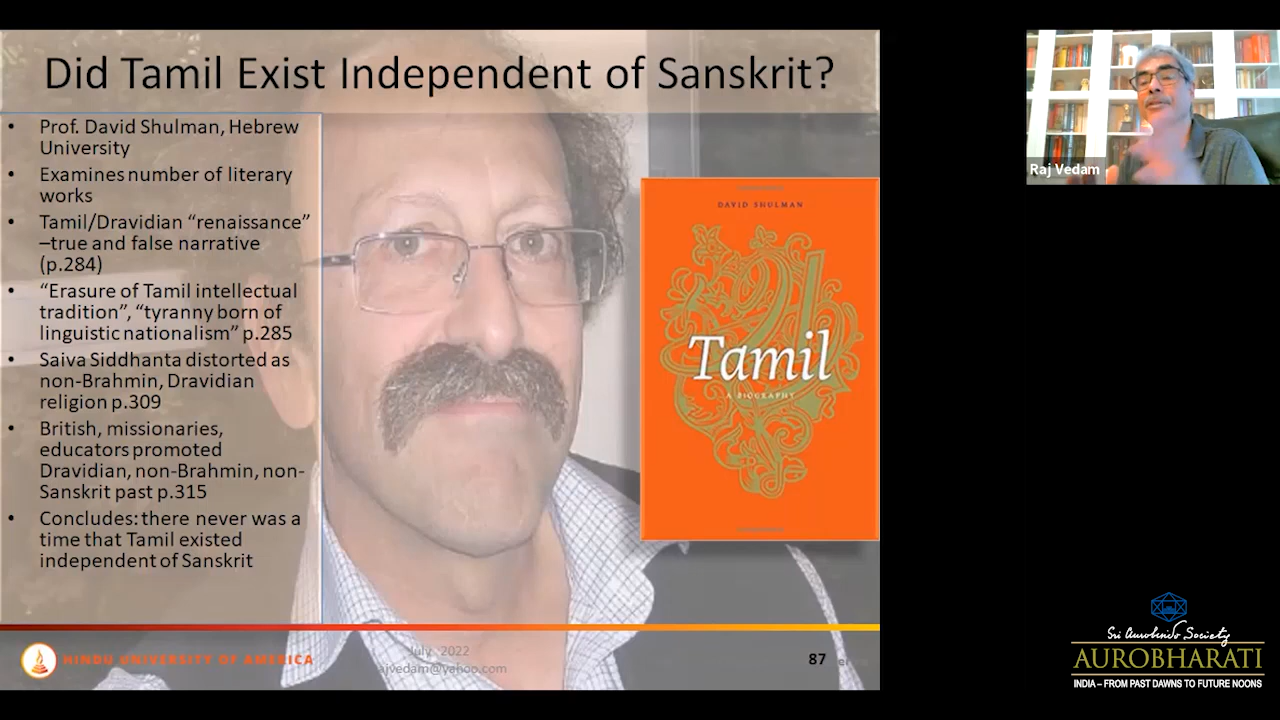 Did Tamil Exist Independent of Sanskrit?
• Prof. David Shulman, Hebrew
University
• Examines number of literary
works
• Tamil/Dravidian “renaissance”
–true and false narrative
(p.284)
• “Erasure of Tamil intellectual
tradition”, “tyranny born of
linguistic nationalism” p.285
• Saiva Siddhanta distorted as
non-Brahmin, Dravidian
religion p.309
• British, missionaries,
educators promoted
Dravidian, non-Brahmin, non-
Sanskrit past p.315
• Concludes: there never was a
time that Tamil existed
independent of Sanskrit
DAVID SHULMAN
Tamil
A BIOGRAPHY
HINDU UNIVERSITY OF AMERICA
July, 2022
ajvedam@yahoo.com
87
Raj Vedam
Sri Aurobindo Society
AUROBHARATI
INDIA – FROM PAST DAWNS TO FUTURE NOONS